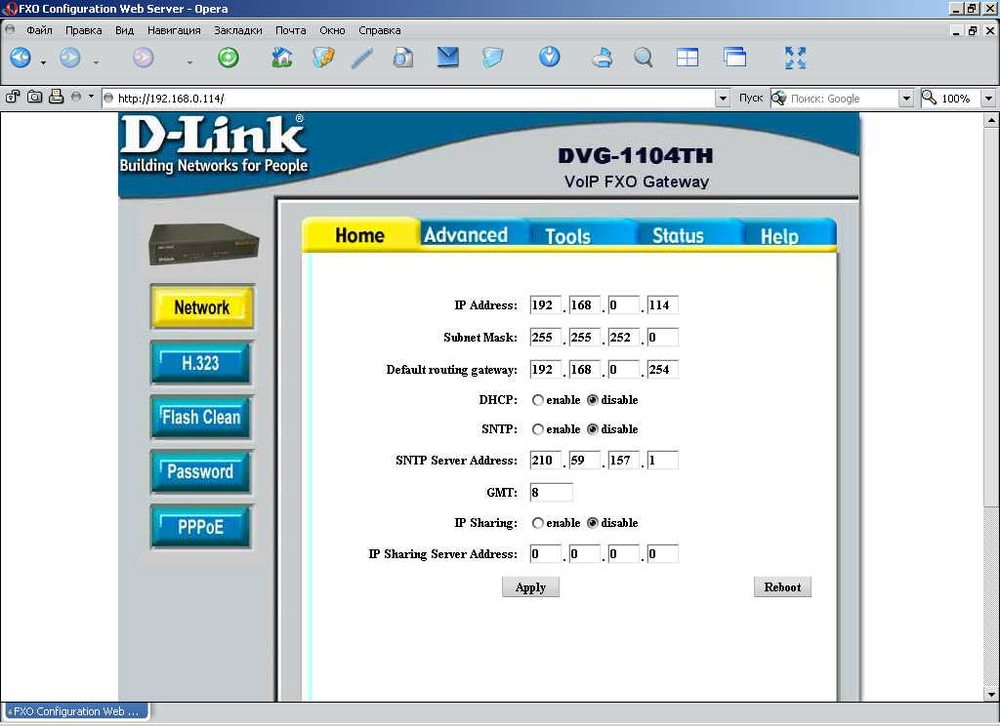 FXO Configuration Web Server - Opera
Файл Правка Вид Навигация Закладки Почта Окно Справка
http://192.168.0.114/ Пуск Поиск: Google 100%
D-Link®
Building Networks for People
DVG-1104TH
VoIP FXO Gateway
Home Advanced Tools Status Help
Network
H.323
Flash Clean
Password
PPPoE
IP Address: 192 . 168 . 0 . 114
Subnet Mask: 255 . 255 . 252 . 0
Default routing gateway: 192 . 168 . 0 . 254
DHCP: enable disable
SNTP: enable disable
SNTP Server Address: 210 . 59 . 157 . 1
GMT: 8
IP Sharing: enable disable
IP Sharing Server Address: 0 . 0 . 0 . 0
Apply Reboot
FXO Configuration Web ...